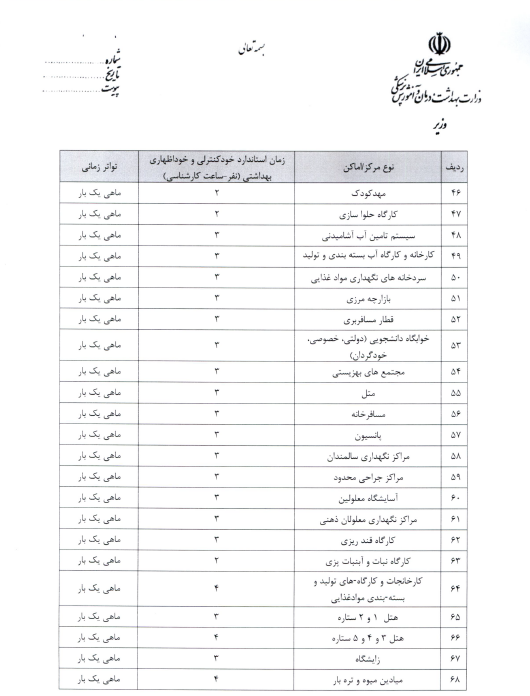 بسمه تعالی
جمهوری اسلامی ایران
وزارت بهداشت، درمان و آموزش پزشکی
وزیر
شماره
تاریخ
پیوست
ردیف نوع مرکز/اماکن زمان استاندارد خودکنترلی و خوداظهاری بهداشتی (نفر-ساعت کارشناسی) تواتر زمانی
۴۶ مهدکودک ۲ ماهی یک بار
۴۷ کارگاه حلوا سازی ۲ ماهی یک بار
۴۸ سیستم تامین آب آشامیدنی ۳ ماهی یک بار
۴۹ کارخانه و کارگاه آب بسته بندی و تولید ۳ ماهی یک بار
۵۰ سردخانه های نگهداری مواد غذایی ۳ ماهی یک بار
۵۱ بازارچه مرزی ۳ ماهی یک بار
۵۲ قطار مسافربری ۳ ماهی یک بار
۵۳ خوابگاه دانشجویی (دولتی، خصوصی، خودگردان) ۳ ماهی یک بار
۵۴ مجتمع های بهزیستی ۳ ماهی یک بار
۵۵ متل ۳ ماهی یک بار
۵۶ مسافرخانه ۳ ماهی یک بار
۵۷ پانسیون ۳ ماهی یک بار
۵۸ مراکز نگهداری سالمندان ۳ ماهی یک بار
۵۹ مراکز جراحی محدود ۳ ماهی یک بار
۶۰ آسایشگاه معلولین ۳ ماهی یک بار
۶۱ مراکز نگهداری معلولان ذهنی ۳ ماهی یک بار
۶۲ کارگاه قند ریزی ۳ ماهی یک بار
۶۳ کارگاه نبات و آبنبات پزی ۲ ماهی یک بار
۶۴ کارخانجات و کارگاه-های تولید و بسته-بندی موادغذایی ۴ ماهی یک بار
۶۵ هتل ۱ و ۲ ستاره ۳ ماهی یک بار
۶۶ هتل ۳ و ۴ و ۵ ستاره ۴ ماهی یک بار
۶۷ زایشگاه ۳ ماهی یک بار
۶۸ میادین میوه و تره بار ۴ ماهی یک بار